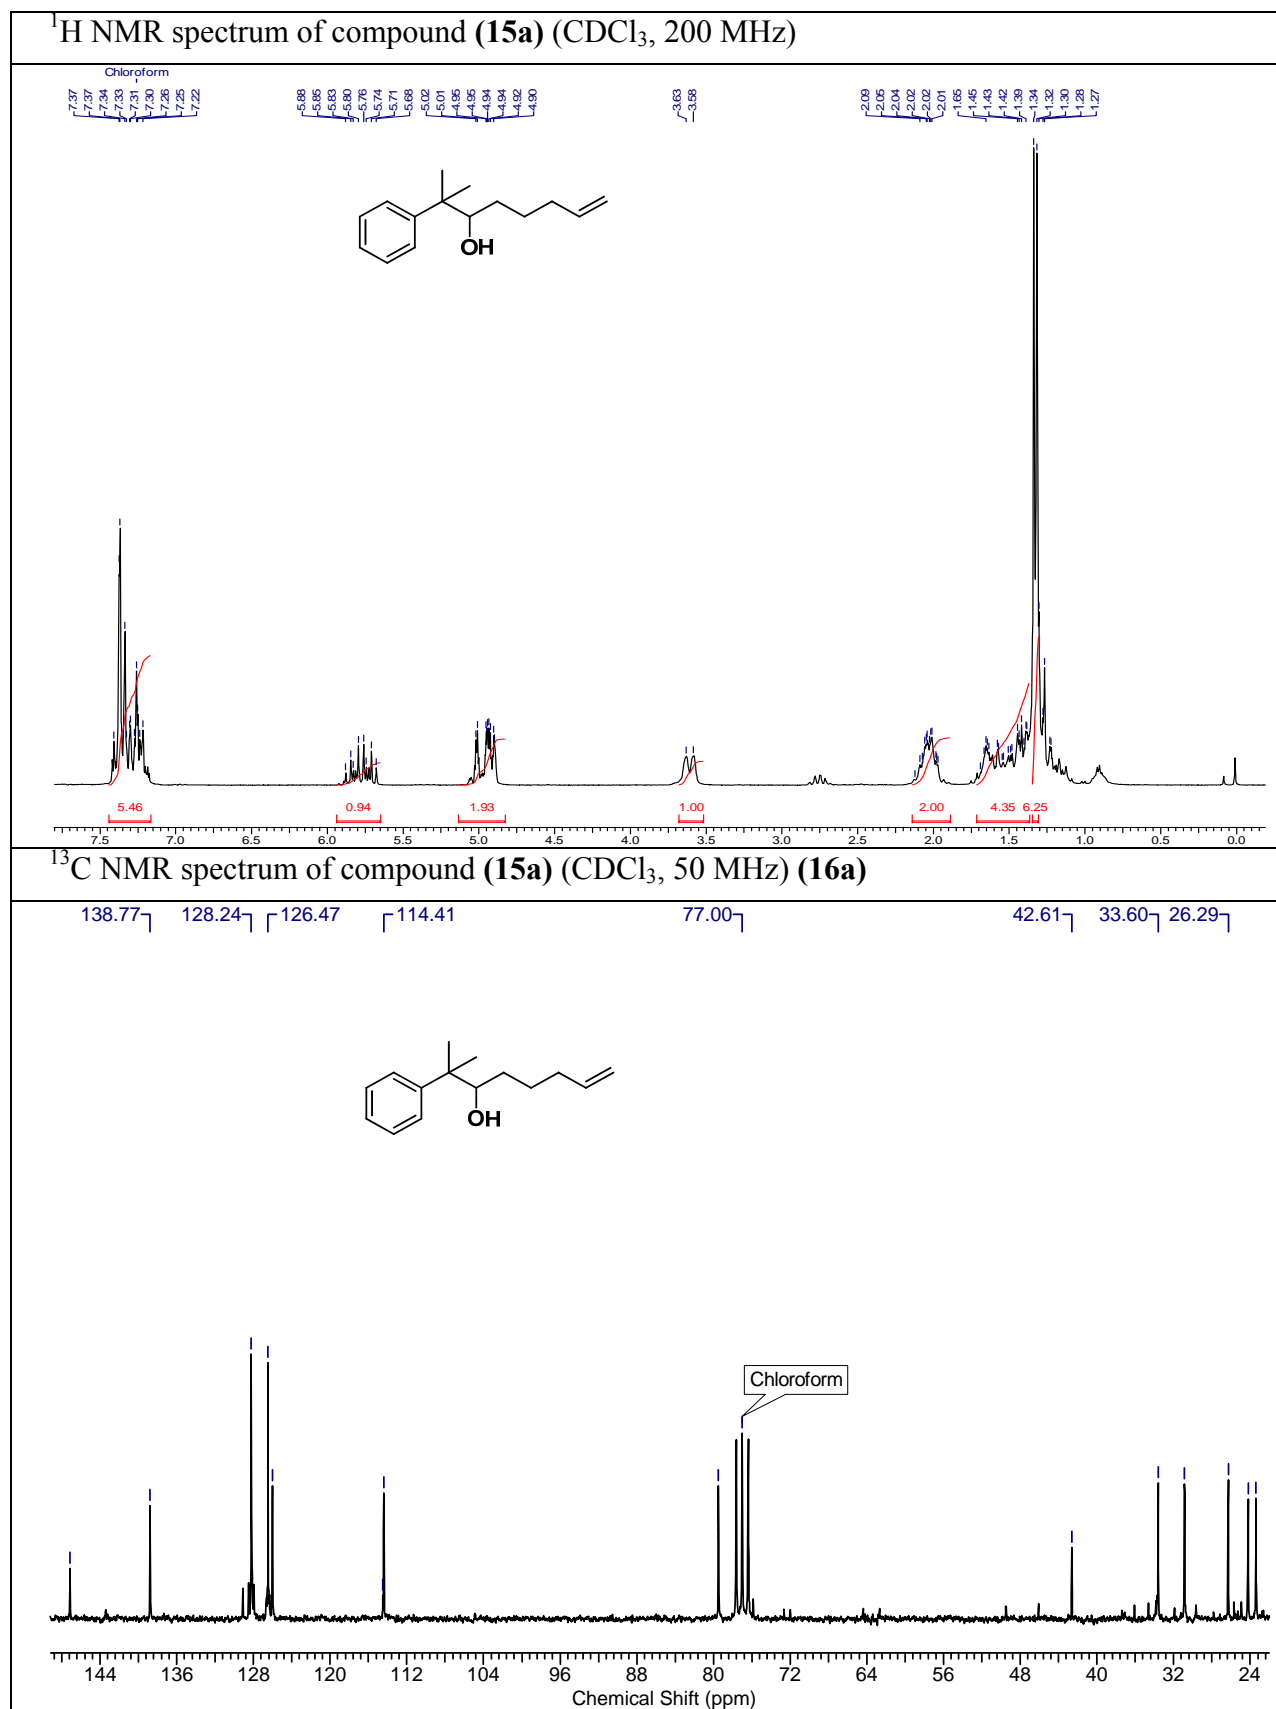 ¹H NMR spectrum of compound (15a) (CDCl₃, 200 MHz)
Chloroform
7.37 7.37 7.34 7.33 7.31 7.30 7.26 7.25 7.22 5.88 5.85 5.83 5.80 5.76 5.74 5.71 5.68 5.02 5.01 4.95 4.95 4.94 4.94 4.92 4.90 3.63 3.58 2.09 2.05 2.04 2.02 2.02 2.01 1.65 1.45 1.43 1.42 1.39 1.34 1.32 1.30 1.28 1.27
OH
5.46 0.94 1.93 1.00 2.00 4.35 6.25
7.5 7.0 6.5 6.0 5.5 5.0 4.5 4.0 3.5 3.0 2.5 2.0 1.5 1.0 0.5 0.0
¹³C NMR spectrum of compound (15a) (CDCl₃, 50 MHz) (16a)
138.77 128.24 126.47 114.41 77.00 42.61 33.60 26.29
OH
Chloroform
144 136 128 120 112 104 96 88 80 72 64 56 48 40 32 24
Chemical Shift (ppm)